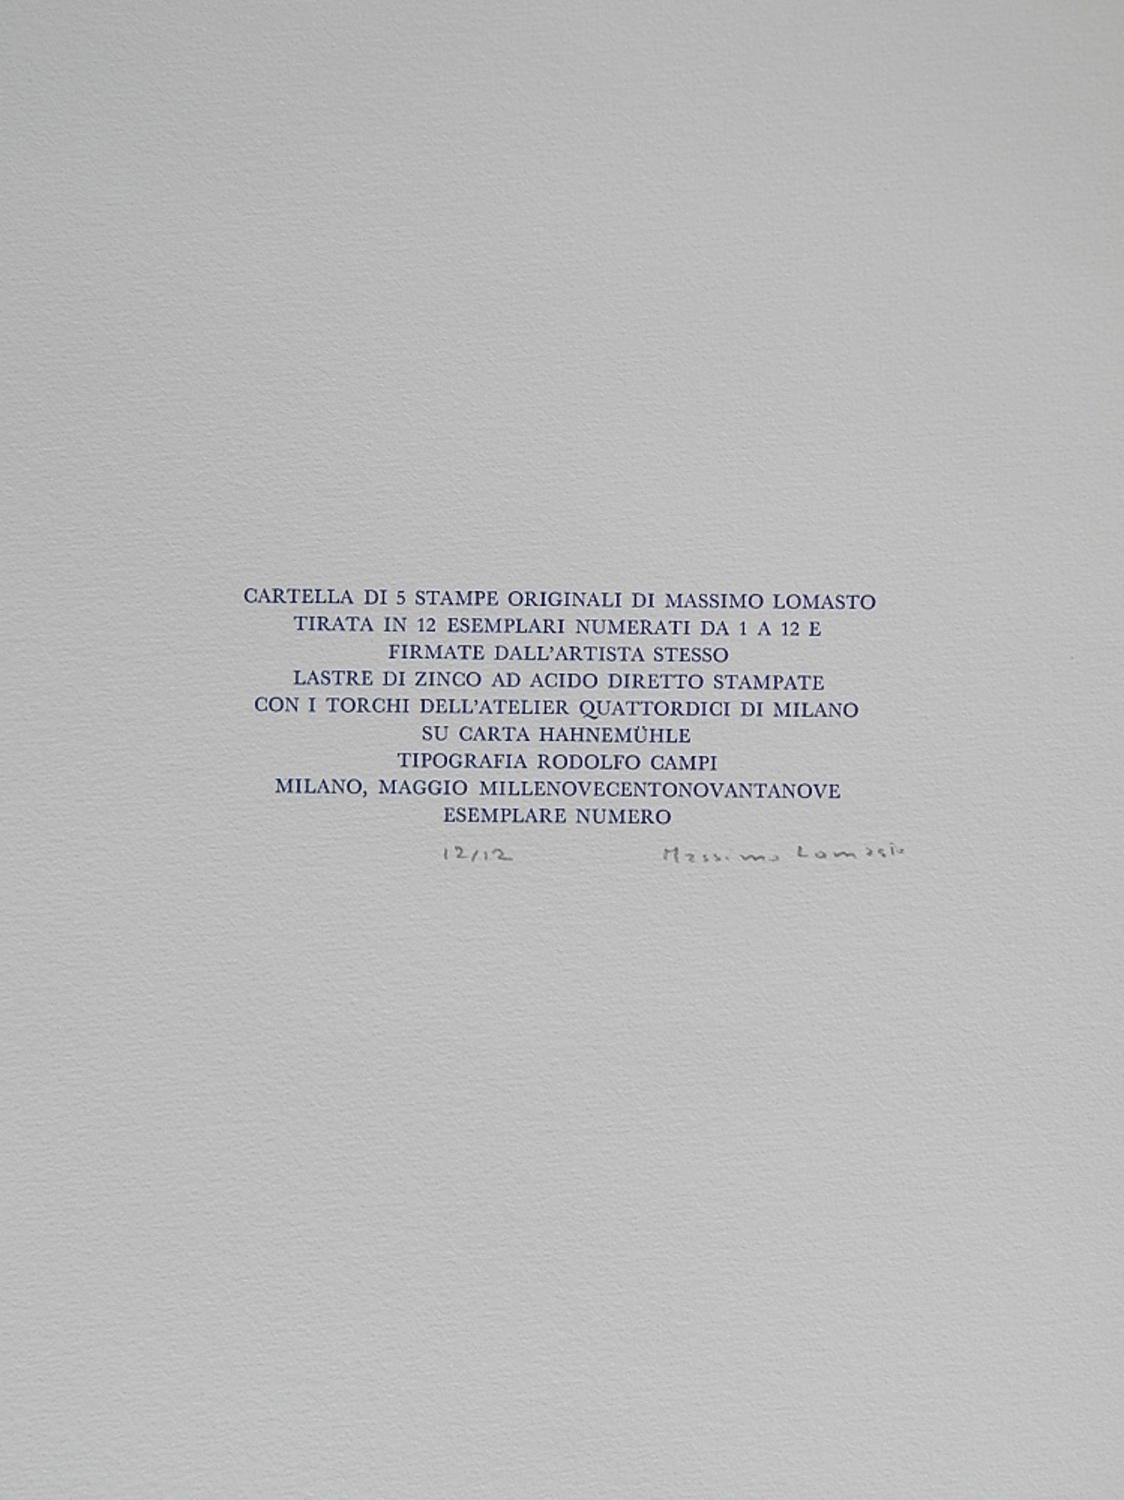 CARTELLA DI 5 STAMPE ORIGINALI DI MASSIMO LOMASTO
TIRATA IN 12 ESEMPLARI NUMERATI DA 1 A 12 E
FIRMATE DALL'ARTISTA STESSO
LASTRE DI ZINCO AD ACIDO DIRETTO STAMPATE
CON I TORCHI DELL'ATELIER QUATTORDICI DI MILANO
SU CARTA HAHNEMÜHLE
TIPOGRAFIA RODOLFO CAMPI
MILANO, MAGGIO MILLENOVECENTONOVANTANOVE
ESEMPLARE NUMERO
12/12 Massimo Lomasto